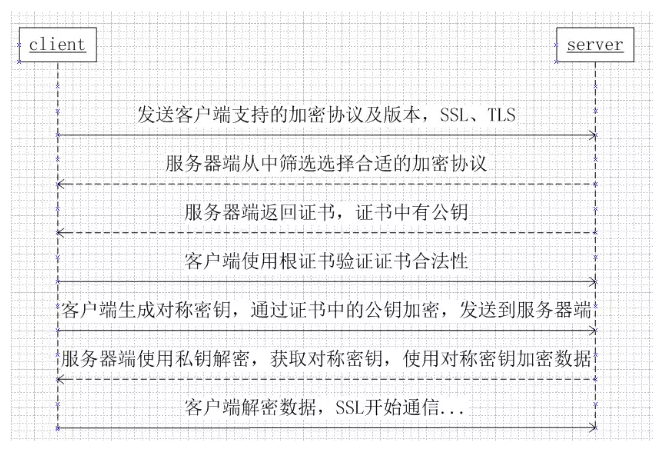 client
server
发送客户端支持的加密协议及版本，SSL、TLS
服务器端从中筛选选择合适的加密协议
服务器端返回证书，证书中有公钥
客户端使用根证书验证证书合法性
客户端生成对称密钥，通过证书中的公钥加密，发送到服务器端
服务器端使用私钥解密，获取对称密钥，使用对称密钥加密数据
客户端解密数据，SSL开始通信...